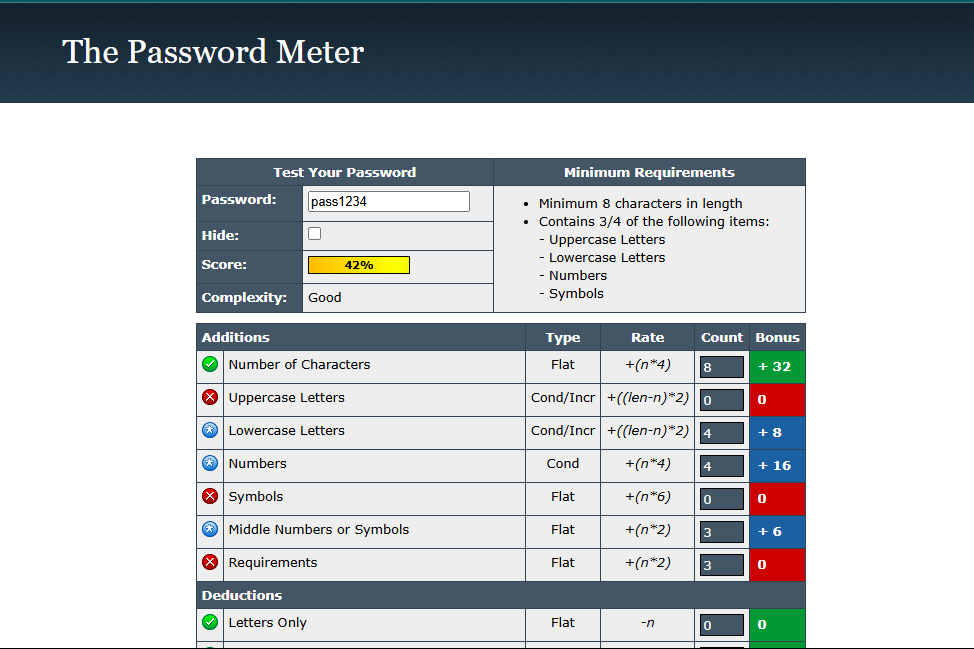 The Password Meter
Test Your Password Minimum Requirements
Password: pass1234
Hide:
Score: 42%
Complexity: Good
• Minimum 8 characters in length
• Contains 3/4 of the following items:
- Uppercase Letters
- Lowercase Letters
- Numbers
- Symbols
Additions Type Rate Count Bonus
Number of Characters Flat +(n*4) 8 + 32
Uppercase Letters Cond/Incr +((len-n)*2) 0 0
Lowercase Letters Cond/Incr +((len-n)*2) 4 + 8
Numbers Cond +(n*4) 4 + 16
Symbols Flat +(n*6) 0 0
Middle Numbers or Symbols Flat +(n*2) 3 + 6
Requirements Flat +(n*2) 3 0
Deductions
Letters Only Flat -n 0 0